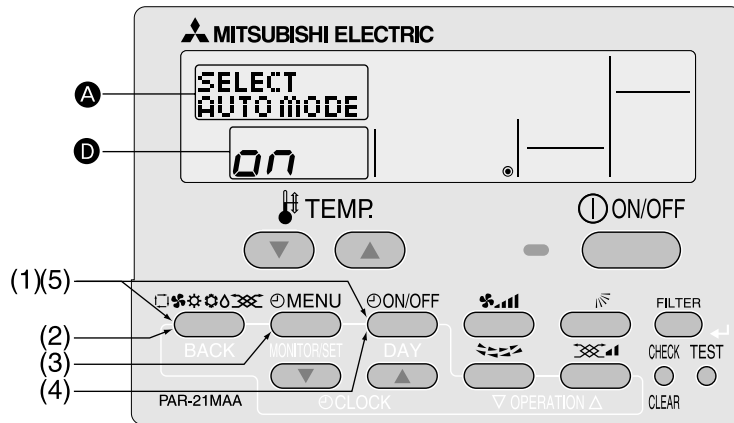 MITSUBISHI ELECTRIC
A
SELECT
AUTO MODE
D
on
TEMP.
ON/OFF
(1)(5)
MENU
ON/OFF
FILTER
(2)
BACK
MONITOR/SET
DAY
CHECK
TEST
(3)
(4)
PAR-21MAA
CLOCK
OPERATION
CLEAR